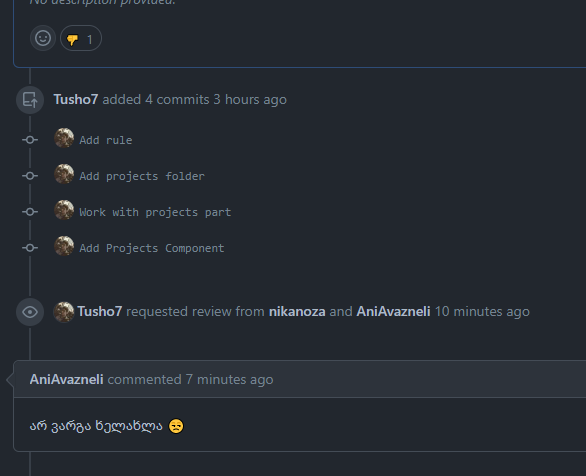 No description provided.
👎 1
Tusho7 added 4 commits 3 hours ago
Add rule
Add projects folder
Work with projects part
Add Projects Component
Tusho7 requested review from nikanoza and AniAvazneli 10 minutes ago
AniAvazneli commented 7 minutes ago
არ ვარგა ხელახლა 😒